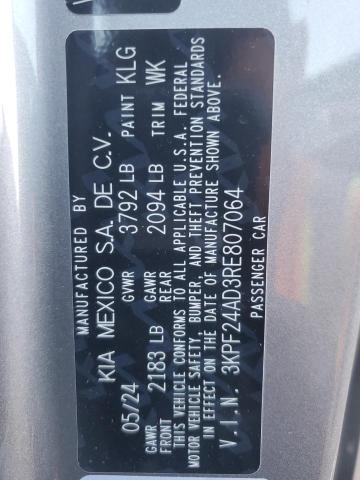 MANUFACTURED BY
KIA MEXICO S.A. DE C.V.
05/24 GVWR 3792 LB PAINT KLG
GAWR FRONT 2183 LB GAWR REAR 2094 LB TRIM WK
THIS VEHICLE CONFORMS TO ALL APPLICABLE U.S.A. FEDERAL
MOTOR VEHICLE SAFETY, BUMPER, AND THEFT PREVENTION STANDARDS
IN EFFECT ON THE DATE OF MANUFACTURE SHOWN ABOVE.
V.I.N. 3KPF24AD3RE807064
PASSENGER CAR